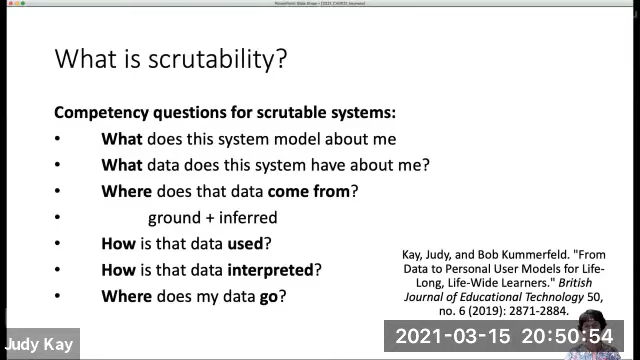 What is scrutability?
Competency questions for scrutable systems:
• What does this system model about me
• What data does this system have about me?
• Where does that data come from?
• ground + inferred
• How is that data used?
• How is that data interpreted?
• Where does my data go?
Kay, Judy, and Bob Kummerfeld. "From
Data to Personal User Models for Life-
Long, Life-Wide Learners." British
Journal of Educational Technology 50,
no. 6 (2019): 2871-2884.
2021-03-15 20:50:54
Judy Kay